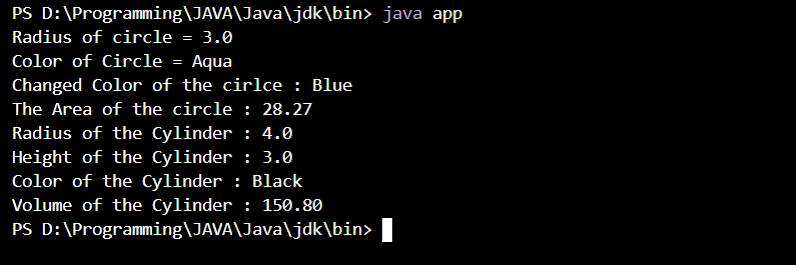 PS D:\Programming\JAVA\Java\jdk\bin> java app
Radius of circle = 3.0
Color of Circle = Aqua
Changed Color of the cirlce : Blue
The Area of the circle : 28.27
Radius of the Cylinder : 4.0
Height of the Cylinder : 3.0
Color of the Cylinder : Black
Volume of the Cylinder : 150.80
PS D:\Programming\JAVA\Java\jdk\bin>